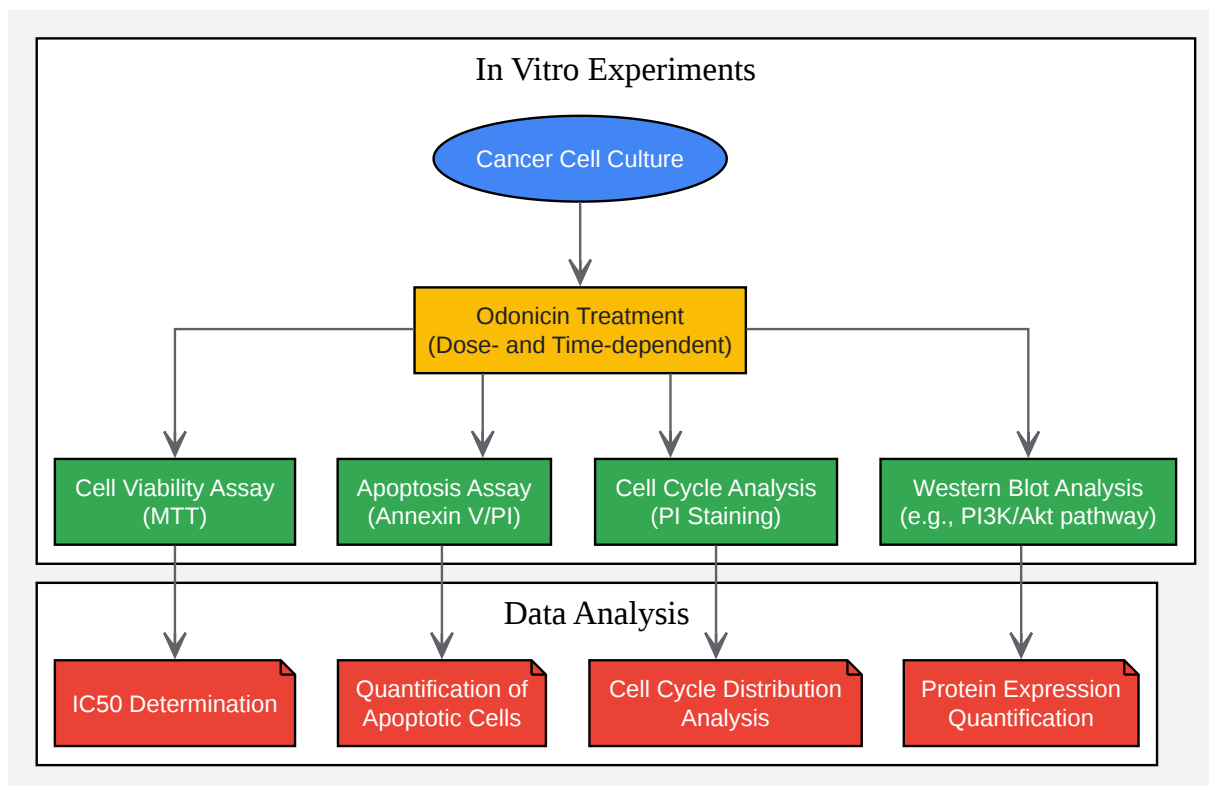 In Vitro Experiments
Cancer Cell Culture
Odonicin Treatment
(Dose- and Time-dependent)
Cell Viability Assay
(MTT)
Apoptosis Assay
(Annexin V/PI)
Cell Cycle Analysis
(PI Staining)
Western Blot Analysis
(e.g., PI3K/Akt pathway)
Data Analysis
IC50 Determination
Quantification of
Apoptotic Cells
Cell Cycle Distribution
Analysis
Protein Expression
Quantification